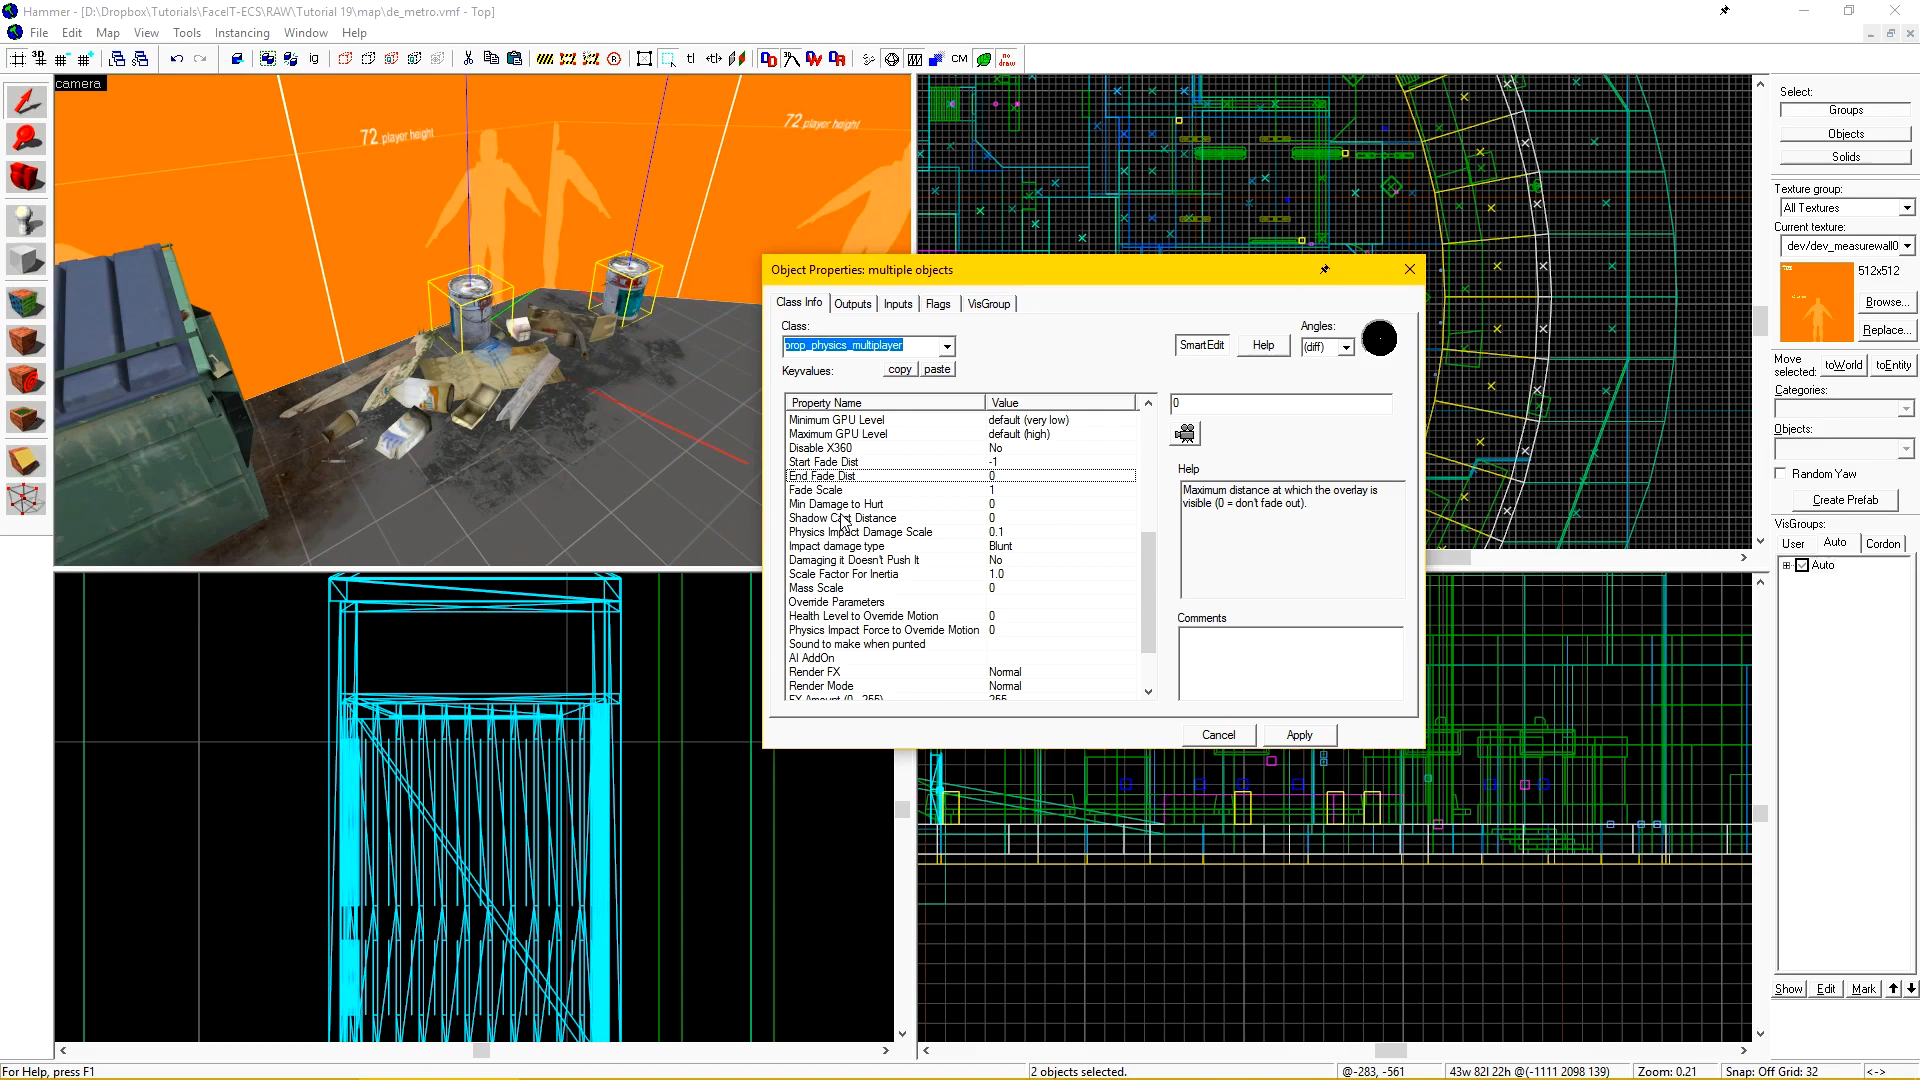 Hammer - [D:\Dropbox\Tutorials\FaceIT-ECS\RAW\Tutorial 19\map\de_metro.vmf - Top]
File Edit Map View Tools Instancing Window Help
camera
72 player height
72 player height
Select:
Groups
Objects
Solids
Texture group:
All Textures
Current texture:
dev/dev_measurewall0
512x512
Browse...
Replace...
Move selected:
toWorld
toEntity
Categories:
Objects:
Random Yaw
Create Prefab
VisGroups:
User Auto Cordon
Auto
Show Edit Mark
Object Properties: multiple objects
Class Info Outputs Inputs Flags VisGroup
Class:
prop_physics_multiplayer
SmartEdit
Help
Angles:
(diff)
Keyvalues:
copy
paste
Property Name Value
Minimum GPU Level default (very low)
Maximum GPU Level default (high)
Disable X360 No
Start Fade Dist -1
End Fade Dist 0
Fade Scale 1
Min Damage to Hurt 0
Shadow Cast Distance 0
Physics Impact Damage Scale 0.1
Impact damage type Blunt
Damaging it Doesn't Push It No
Scale Factor For Inertia 1.0
Mass Scale 0
Override Parameters
Health Level to Override Motion 0
Physics Impact Force to Override Motion 0
Sound to make when punted
AI AddOn
Render FX Normal
Render Mode Normal
FX Amount (0 - 255) 255
0
Help
Maximum distance at which the overlay is
visible (0 = don't fade out).
Comments
Cancel
Apply
For Help, press F1
2 objects selected.
@-283, -561
43w 82l 22h @(-1111 2098 139)
Zoom: 0.21
Snap: Off Grid: 32
<->